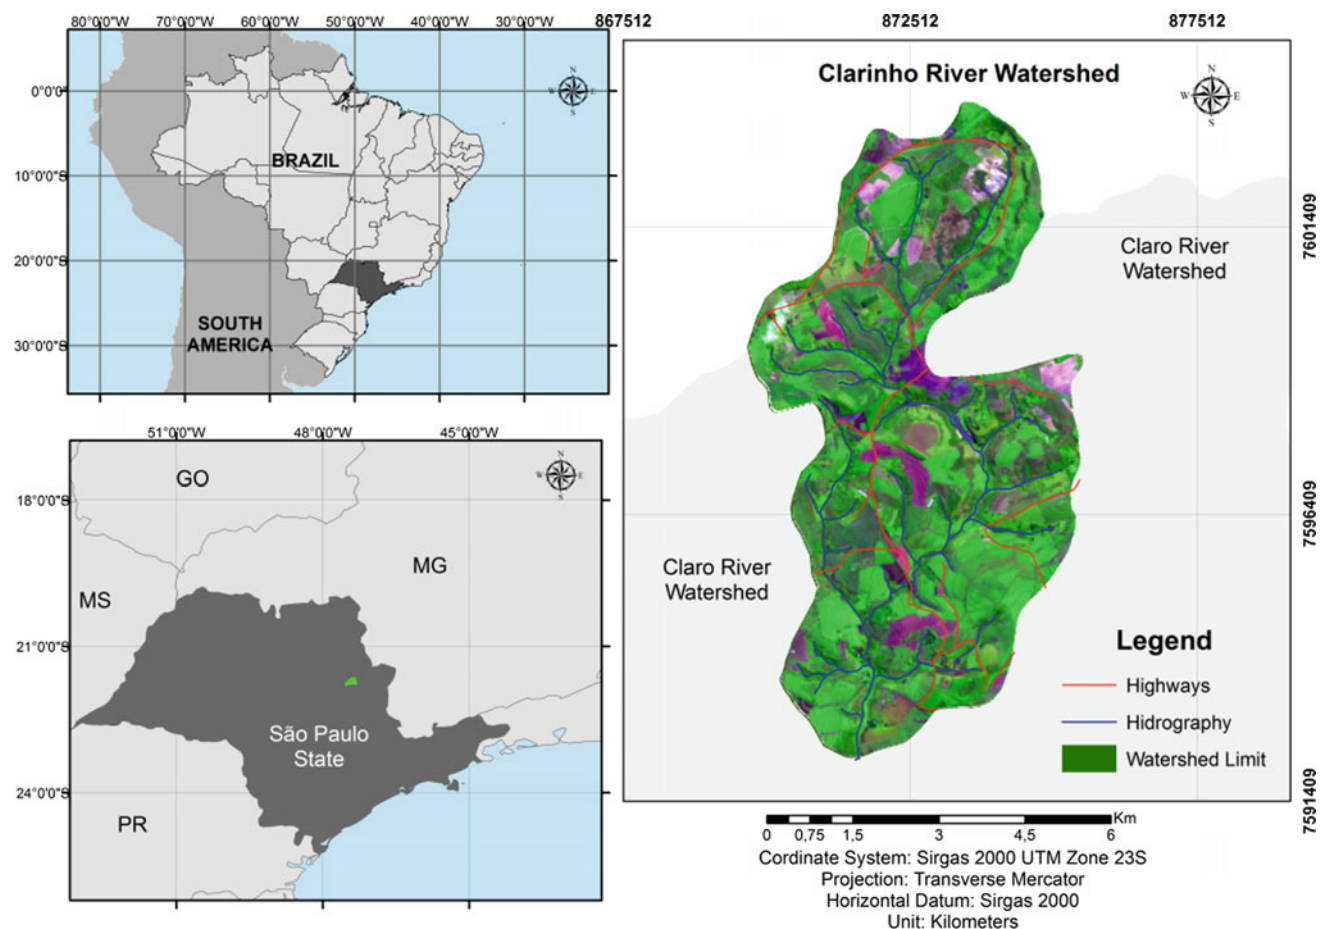 80°0'0"W 70°0'0"W 60°0'0"W 50°0'0"W 40°0'0"W 30°0'0"W
0°0'0"
10°0'0"S
20°0'0"S
30°0'0"S
N
W E
S
BRAZIL
SOUTH
AMERICA
51°0'0"W 48°0'0"W 45°0'0"W
18°0'0"S
21°0'0"S
24°0'0"S
N
W E
S
GO
MG
MS
São Paulo
State
PR
867512 872512 877512
7601409
7596409
7591409
Clarinho River Watershed
N
W E
S
Claro River
Watershed
Claro River
Watershed
Legend
Highways
Hidrography
Watershed Limit
Km
0 0,75 1,5 3 4,5 6
Cordinate System: Sirgas 2000 UTM Zone 23S
Projection: Transverse Mercator
Horizontal Datum: Sirgas 2000
Unit: Kilometers